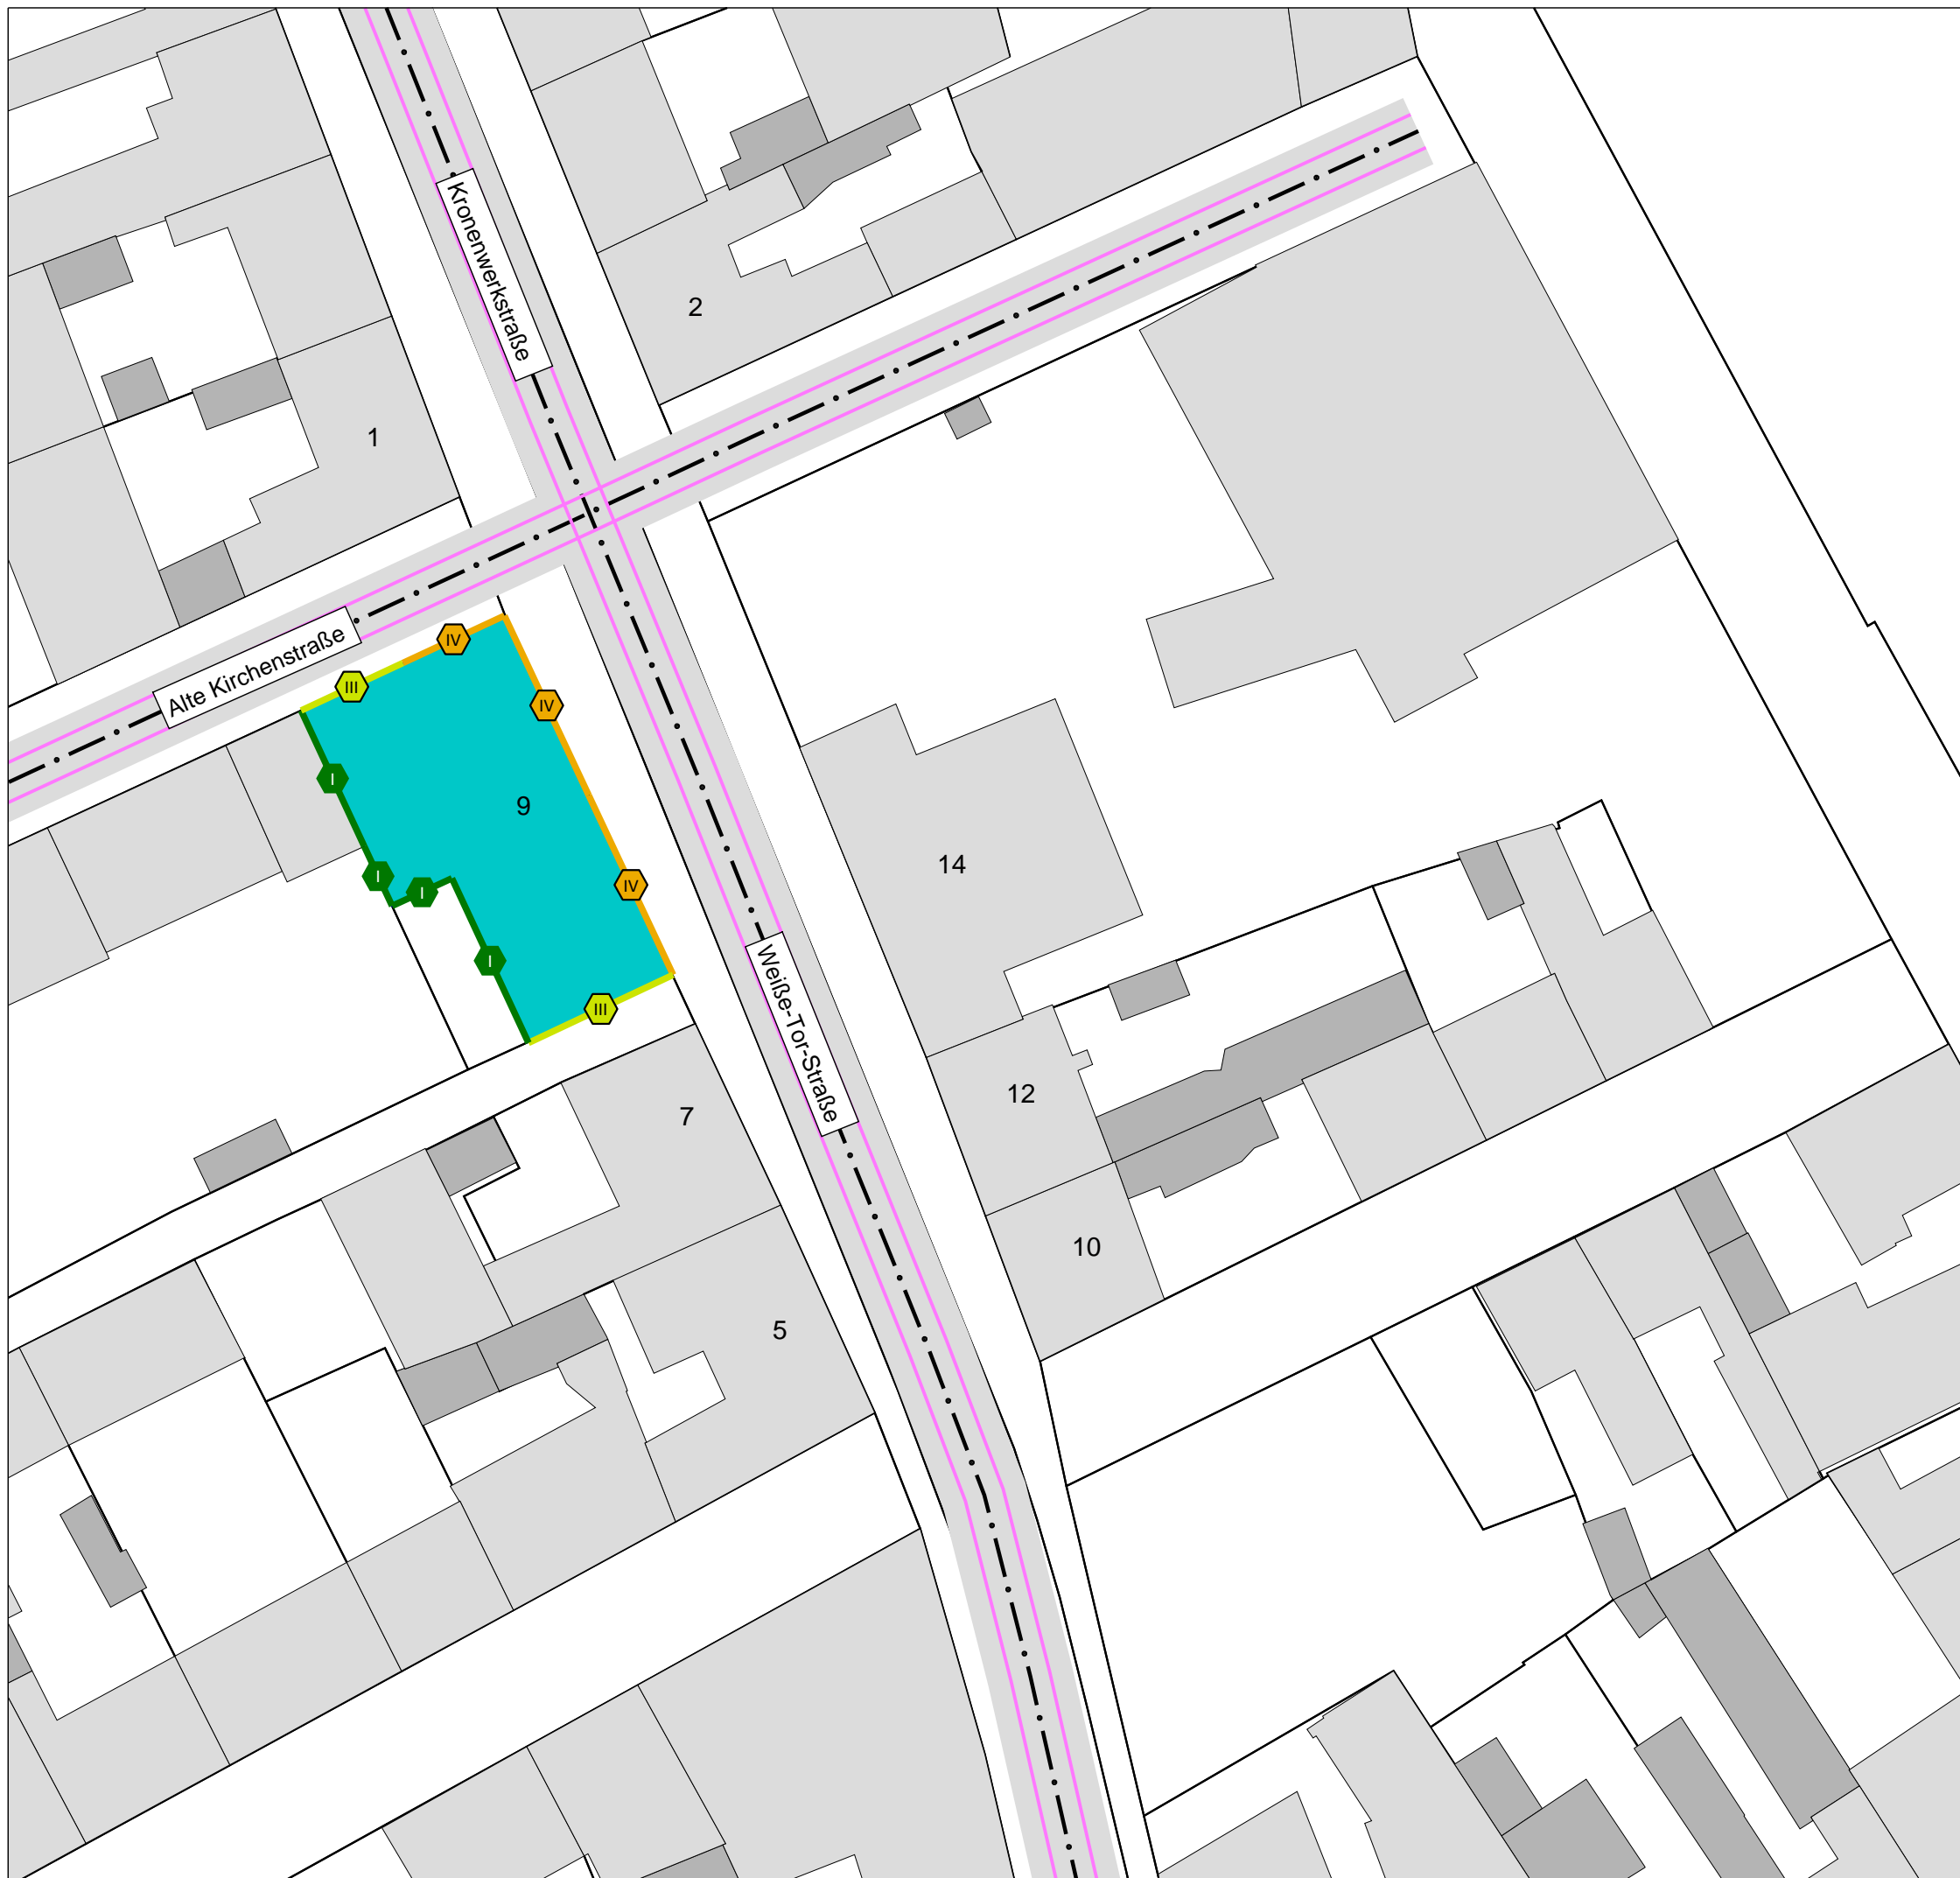 Kronenwerkstraße
2
1
Alte Kirchenstraße
IV
III
IV
I
9
14
I
I
IV
I
III
Weiße-Tor-Straße
12
7
10
5